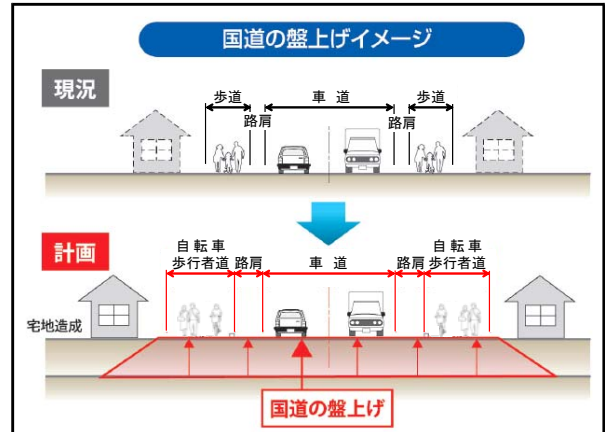 国道の盤上げイメージ
現況
歩道
車道
歩道
路肩
路肩
計画
自転車
歩行者道
路肩
車道
路肩
自転車
歩行者道
宅地造成
国道の盤上げ